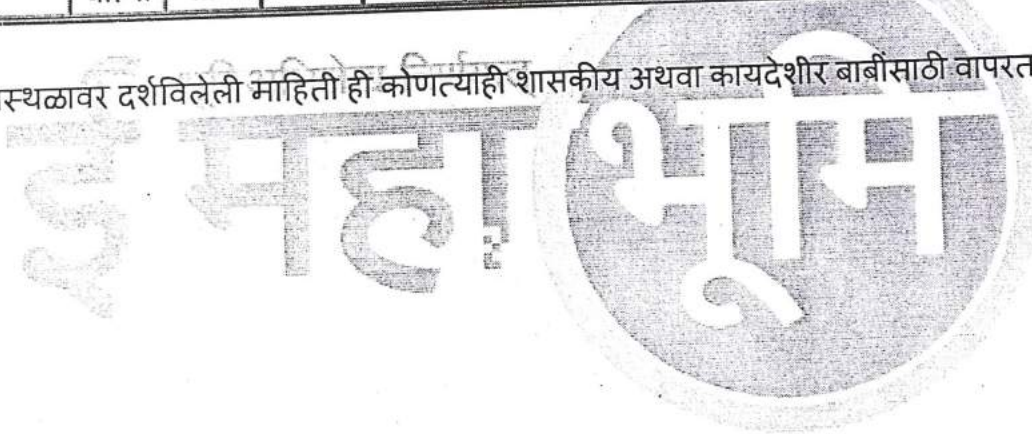 स्थळावर दर्शविलेली माहिती ही कोणत्याही शासकीय अथवा कायदेशीर बाबींसाठी वापरत
ई महा भूमि